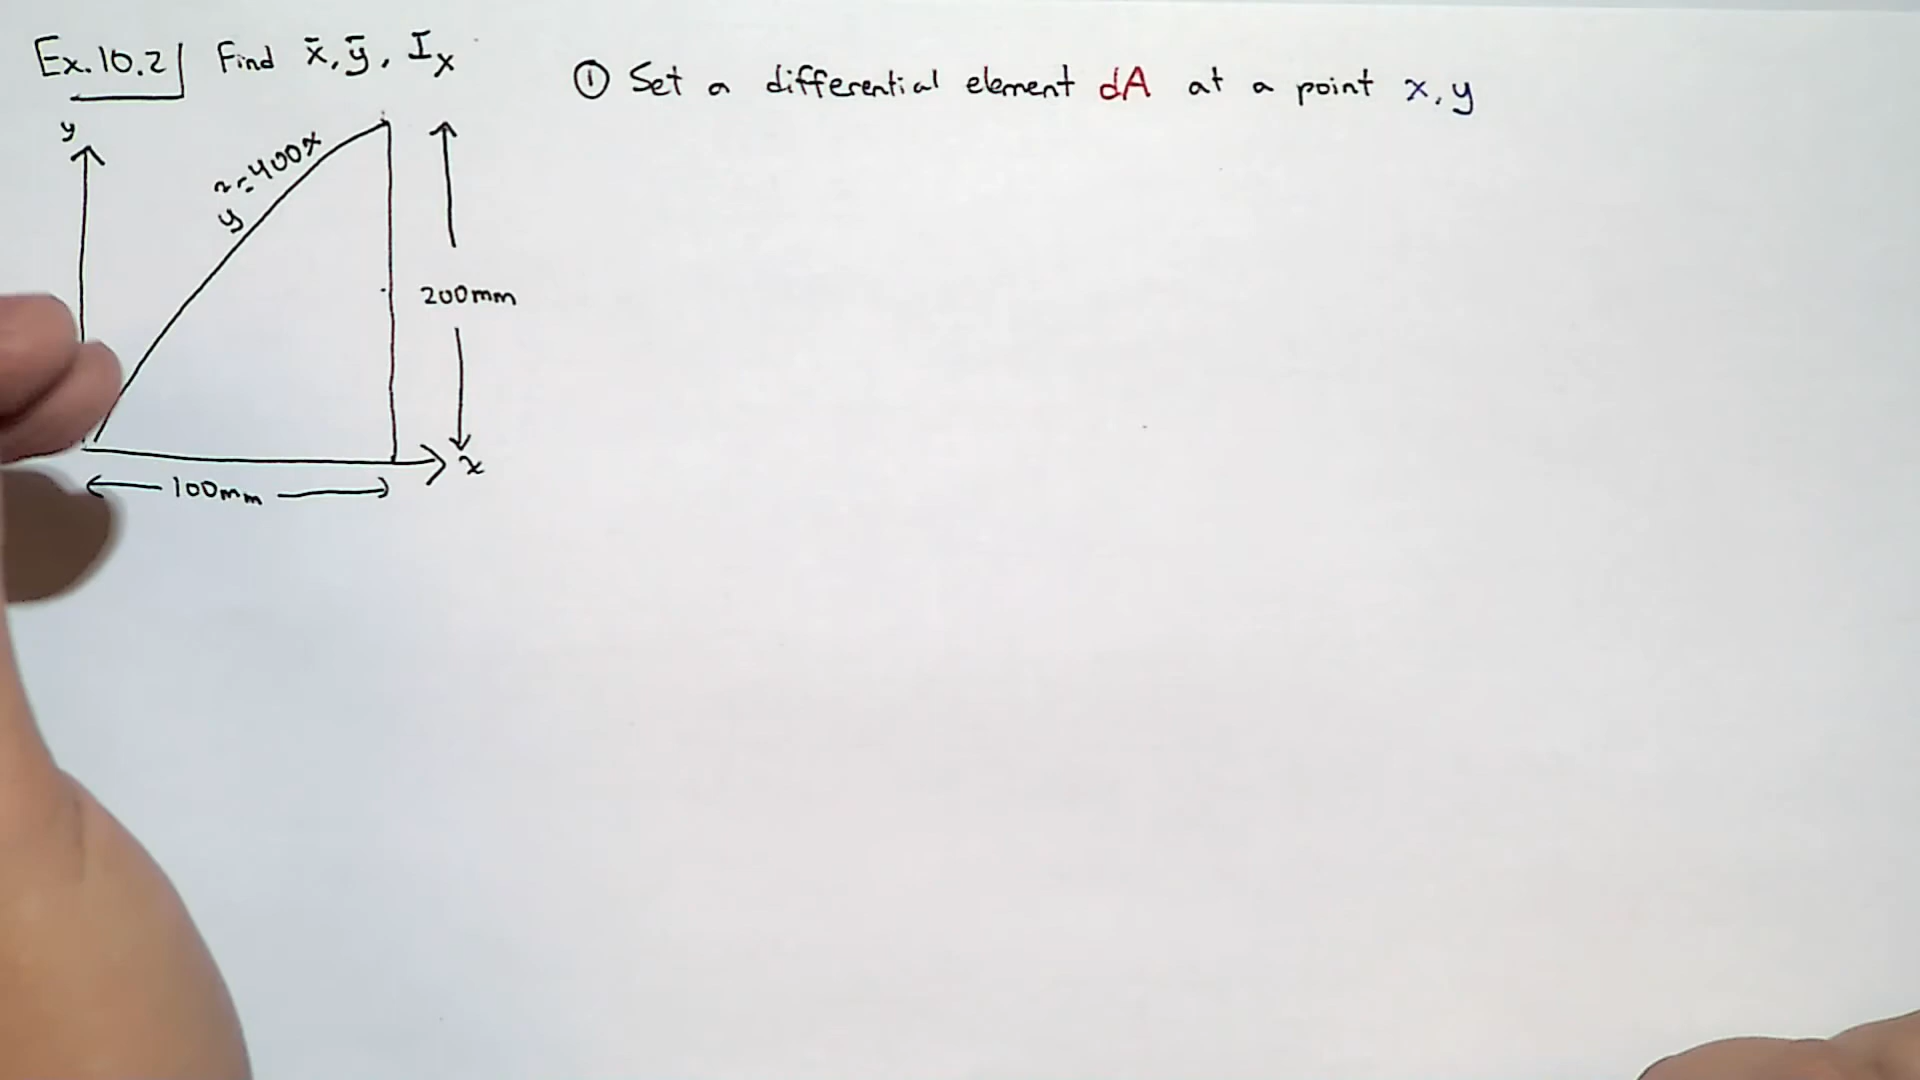 Ex. 10.2 Find x̄, ȳ, Ix
① Set a differential element dA at a point x, y
y
y²=400x
200mm
x
100mm